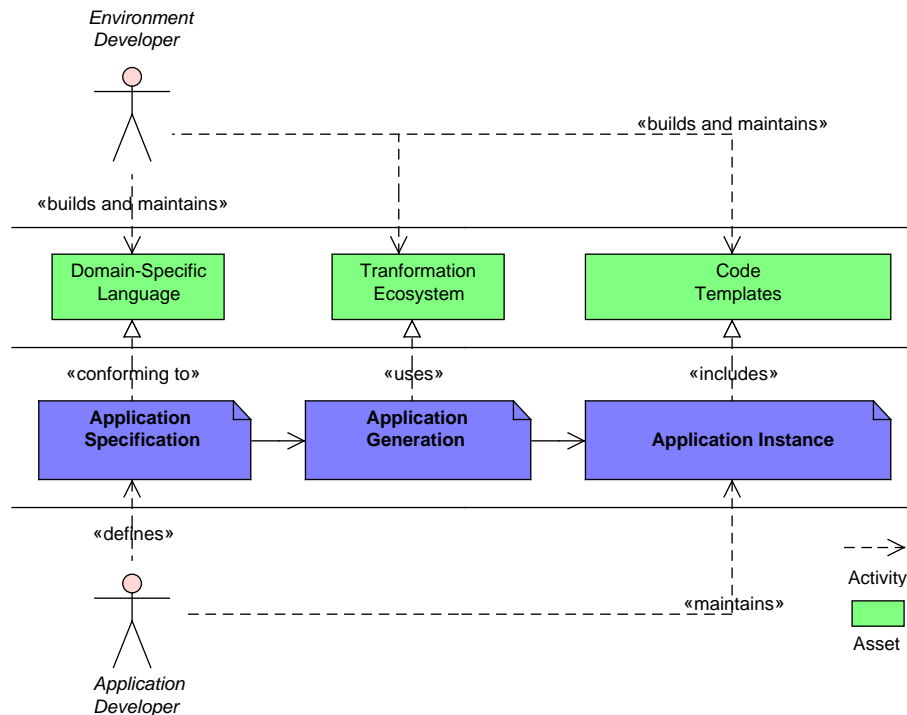 Environment
Developer
«builds and maintains»
«builds and maintains»
Domain-Specific
Language
Tranformation
Ecosystem
Code
Templates
«conforming to»
«uses»
«includes»
Application
Specification
Application
Generation
Application Instance
«defines»
«maintains»
Activity
Asset
Application
Developer